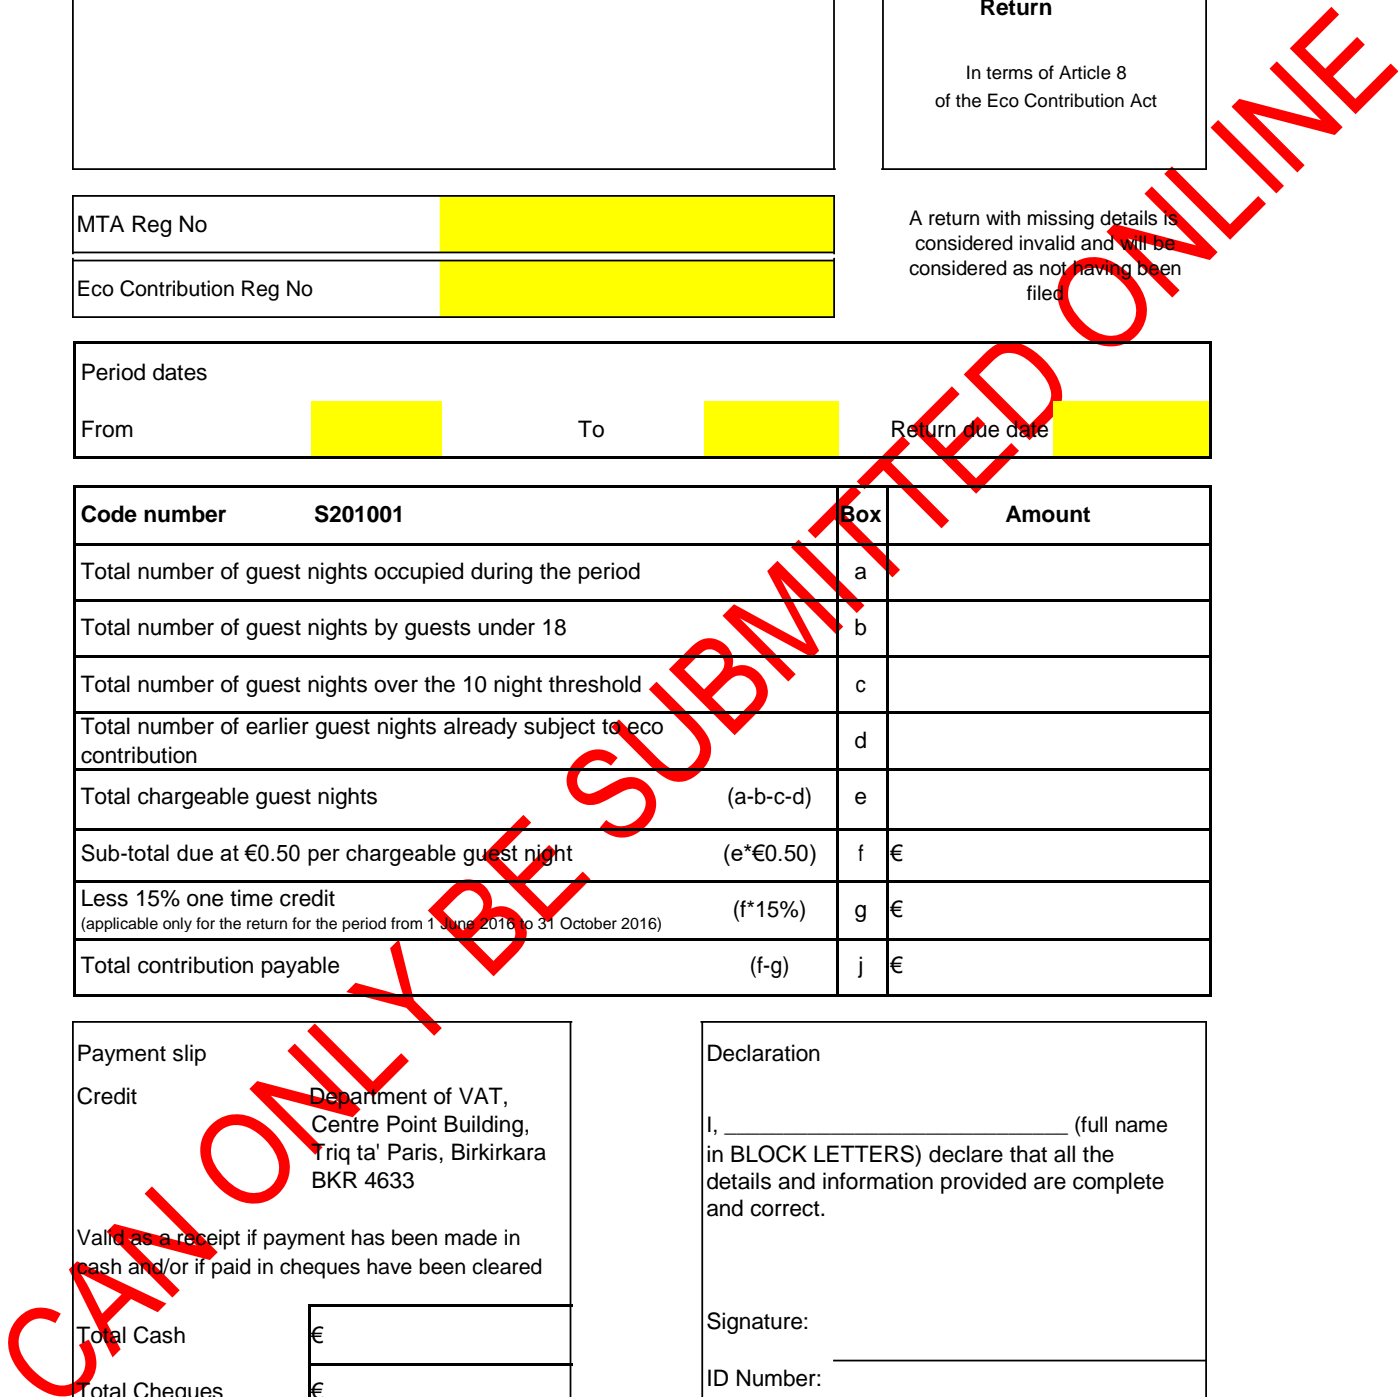 Return
In terms of Article 8
of the Eco Contribution Act
MTA Reg No
Eco Contribution Reg No
A return with missing details is
considered invalid and will be
considered as not having been
filed
Period dates
From To Return due date
Code number S201001 Box Amount
Total number of guest nights occupied during the period a
Total number of guest nights by guests under 18 b
Total number of guest nights over the 10 night threshold c
Total number of earlier guest nights already subject to eco
contribution d
Total chargeable guest nights (a-b-c-d) e
Sub-total due at €0.50 per chargeable guest night (e*€0.50) f €
Less 15% one time credit (f*15%) g €
(applicable only for the return for the period from 1 June 2016 to 31 October 2016)
Total contribution payable (f-g) j €
Payment slip
Credit Department of VAT,
Centre Point Building,
Triq ta' Paris, Birkirkara
BKR 4633
Valid as a receipt if payment has been made in
cash and/or if paid in cheques have been cleared
Total Cash €
Total Cheques €
Declaration
I, ____________________________ (full name
in BLOCK LETTERS) declare that all the
details and information provided are complete
and correct.
Signature:
ID Number:
CAN ONLY BE SUBMITTED ONLINE